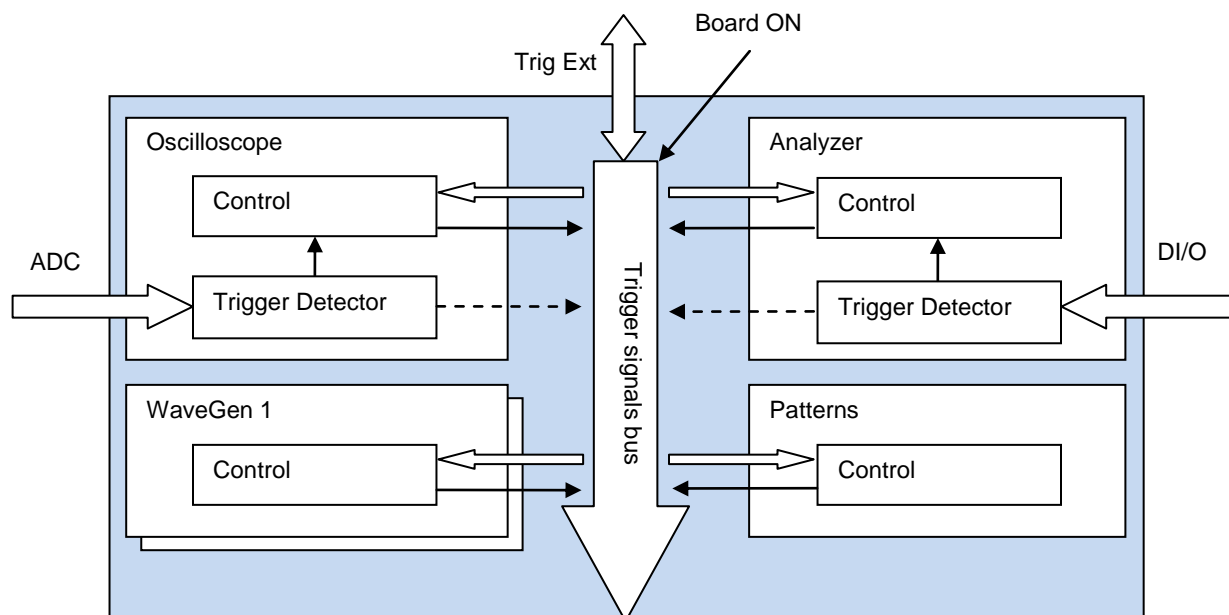 Board ON
Trig Ext
Oscilloscope
Control
Trigger Detector
ADC
Analyzer
Control
Trigger Detector
DI/O
Trigger signals bus
WaveGen 1
Control
Patterns
Control